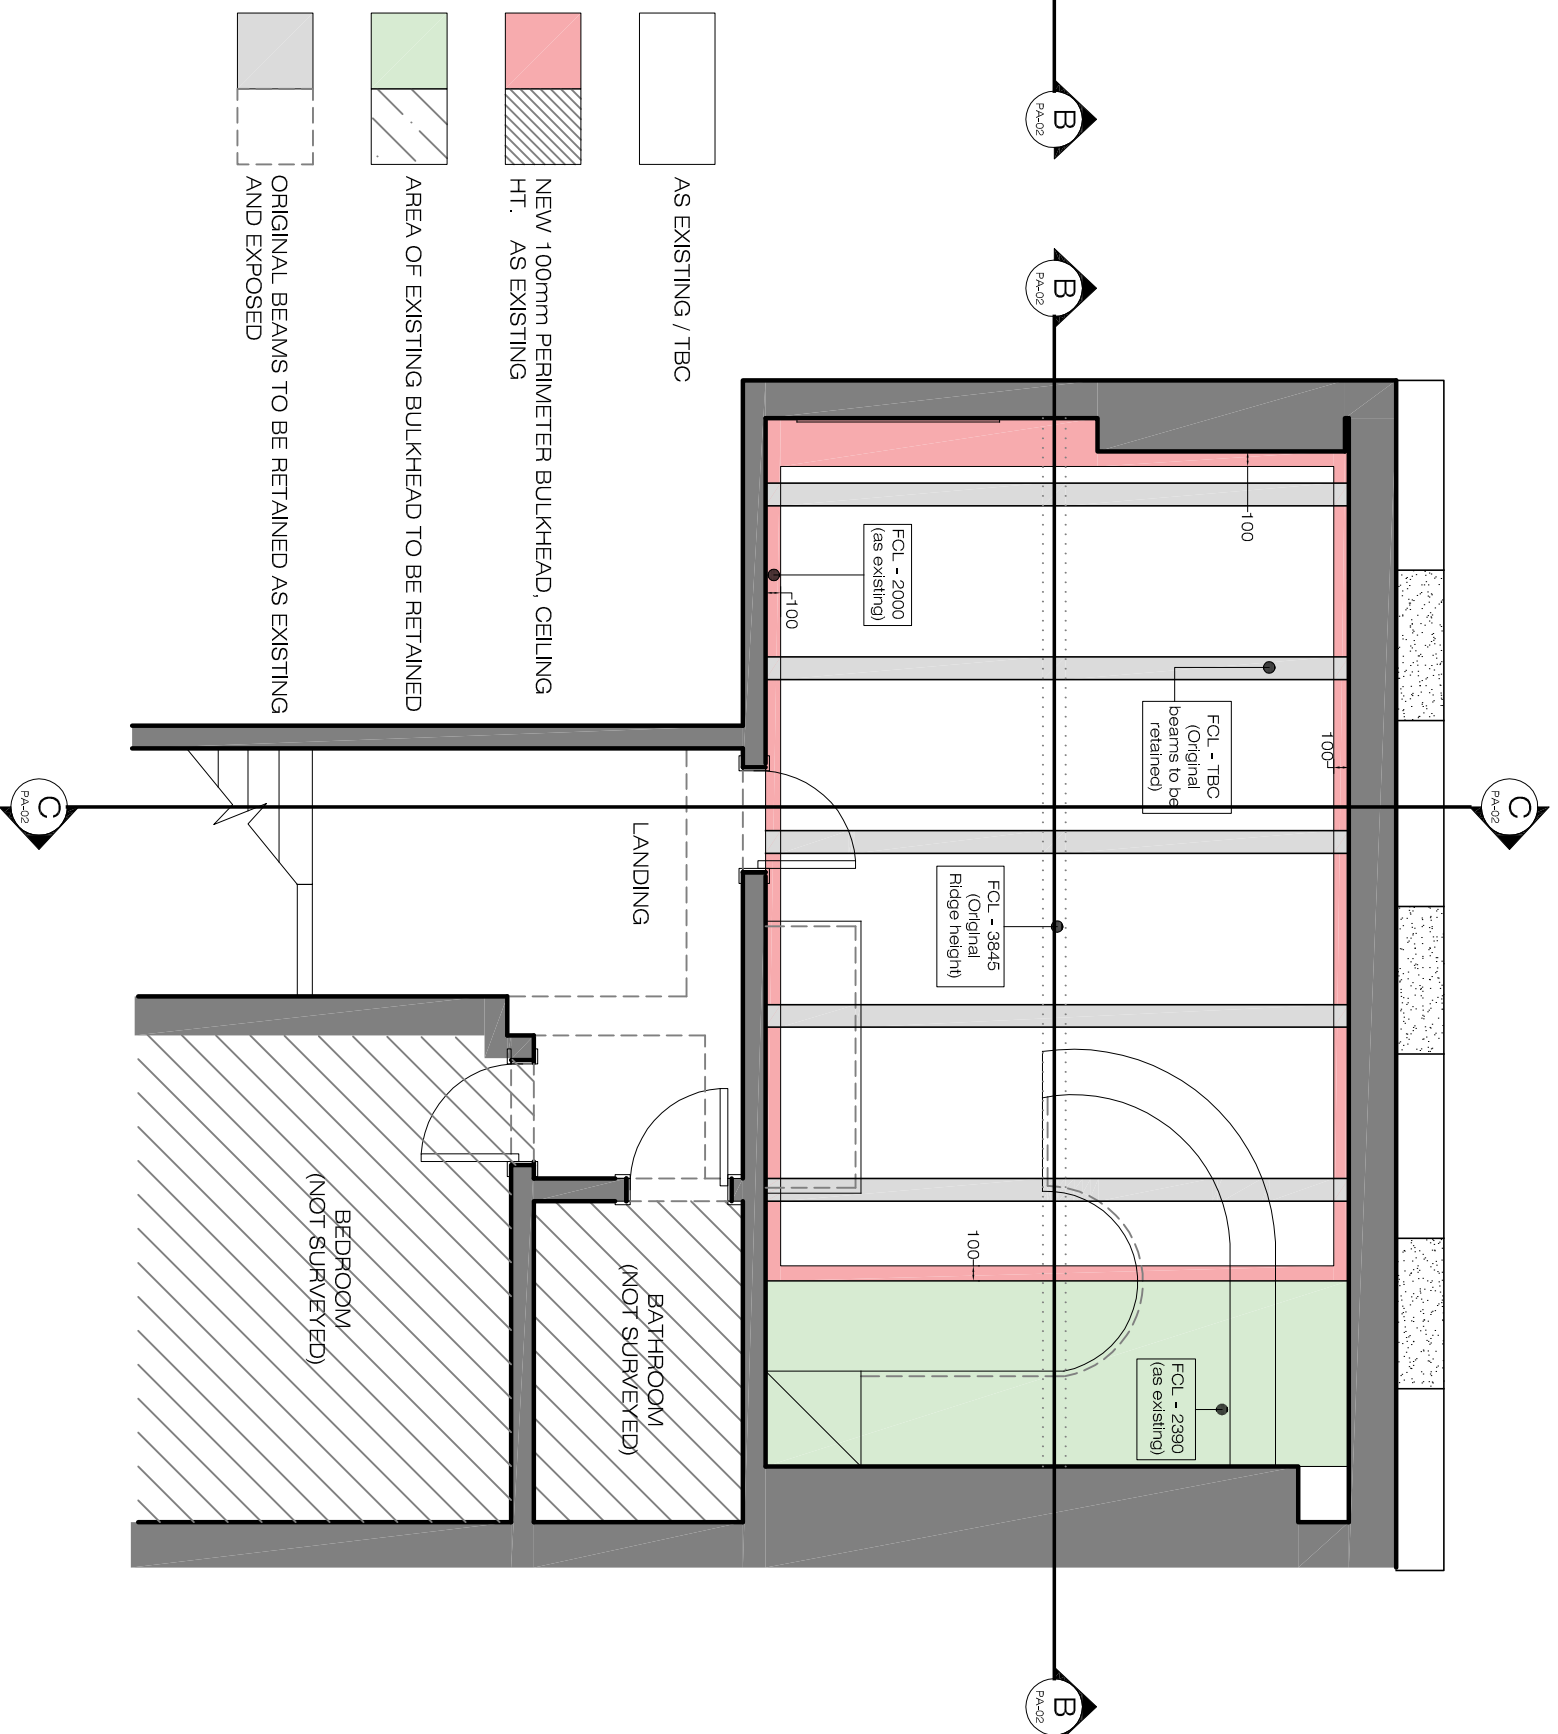 AS EXISTING / TBC
NEW 100mm PERIMETER BULKHEAD, CEILING
HT. AS EXISTING
AREA OF EXISTING BULKHEAD TO BE RETAINED
ORIGINAL BEAMS TO BE RETAINED AS EXISTING
AND EXPOSED
B
PA-02
B
PA-02
B
PA-02
C
PA-02
C
PA-02
100
FCL - 2000
(as existing)
100
FCL - TBC
(Original
beams to be
retained)
100
FCL - 3845
(Original
Ridge height)
100
FCL - 2390
(as existing)
LANDING
BATHROOM
(NOT SURVEYED)
BEDROOM
(NOT SURVEYED)